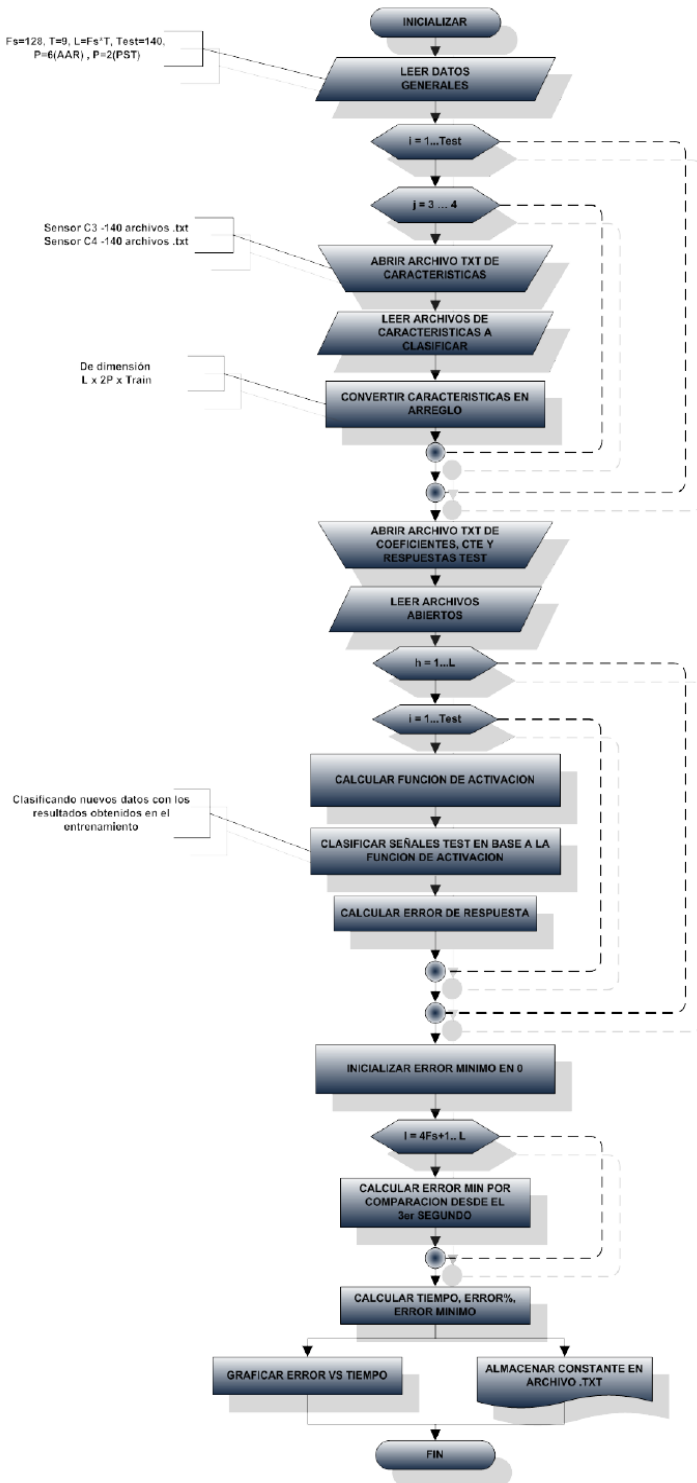 INICIALIZAR
Fs=128, T=9, L=Fs*T, Test=140,
P=6(AAR) , P=2(PST)
LEER DATOS
GENERALES
i = 1...Test
j = 3 ... 4
Sensor C3 -140 archivos .txt
Sensor C4 -140 archivos .txt
ABRIR ARCHIVO TXT DE
CARACTERISTICAS
LEER ARCHIVOS DE
CARACTERISTICAS A
CLASIFICAR
De dimensión
L x 2P x Train
CONVERTIR CARACTERISTICAS EN
ARREGLO
ABRIR ARCHIVO TXT DE
COEFICIENTES, CTE Y
RESPUESTAS TEST
LEER ARCHIVOS
ABIERTOS
h = 1...L
i = 1...Test
CALCULAR FUNCION DE ACTIVACION
Clasificando nuevos datos con los
resultados obtenidos en el
entrenamiento
CLASIFICAR SEÑALES TEST EN BASE A LA
FUNCION DE ACTIVACION
CALCULAR ERROR DE RESPUESTA
INICIALIZAR ERROR MINIMO EN 0
l = 4Fs+1.. L
CALCULAR ERROR MIN POR
COMPARACION DESDE EL
3er SEGUNDO
CALCULAR TIEMPO, ERROR%,
ERROR MINIMO
GRAFICAR ERROR VS TIEMPO
ALMACENAR CONSTANTE EN
ARCHIVO .TXT
FIN